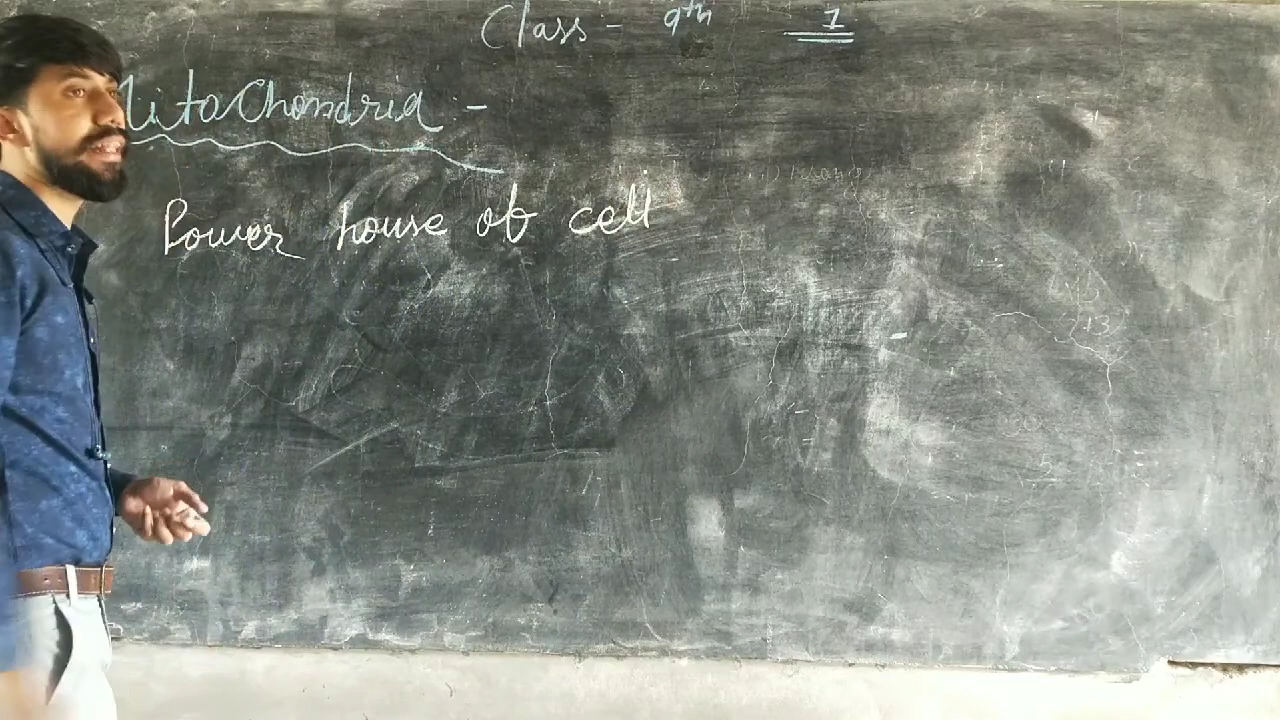 Class - 9th 1
MitoChondria :-
Power house of cell